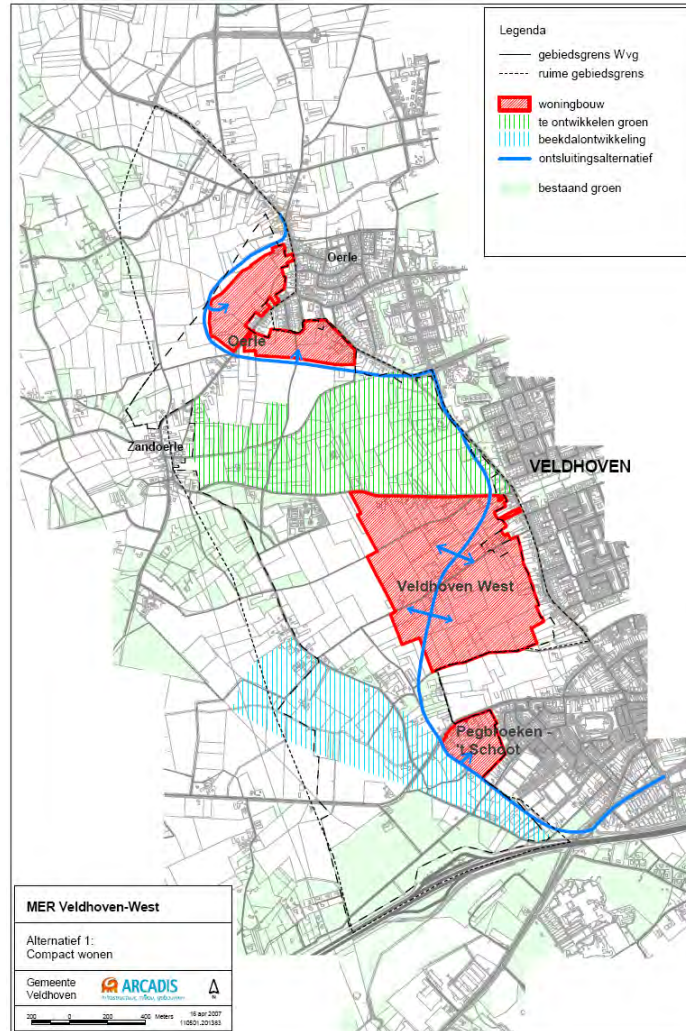 Legenda
gebiedsgrens Wvg
ruime gebiedsgrens
woningbouw
te ontwikkelen groen
beekdalontwikkeling
ontsluitingsalternatief
bestaand groen
Oerle
Oerle
Zandoerle
VELDHOVEN
Veldhoven West
Pegbroeken -
't Schoot
MER Veldhoven-West
Alternatief 1:
Compact wonen
Gemeente
Veldhoven
ARCADIS
200 0 200 400 Meters
16 apr 2007
110501.201363